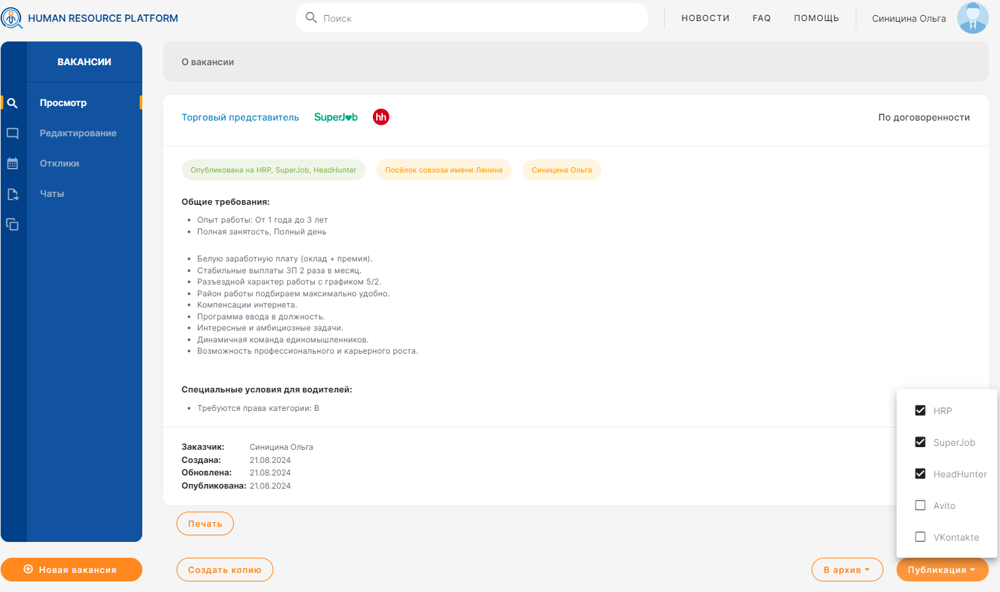 HUMAN RESOURCE PLATFORM
Поиск
НОВОСТИ
FAQ
ПОМОЩЬ
Синицина Ольга
ВАКАНСИИ
Просмотр
Редактирование
Отклики
Чаты
О вакансии
Торговый представитель
SuperJob
hh
По договоренности
Опубликована на HRP, SuperJob, HeadHunter
Посёлок совхоза имени Ленина
Синицина Ольга
Общие требования:
Опыт работы: От 1 года до 3 лет
Полная занятость, Полный день
Белую заработную плату (оклад + премия).
Стабильные выплаты ЗП 2 раза в месяц.
Разъездной характер работы с графиком 5/2.
Район работы подбираем максимально удобно.
Компенсации интернета.
Программа ввода в должность.
Интересные и амбициозные задачи.
Динамичная команда единомышленников.
Возможность профессионального и карьерного роста.
Специальные условия для водителей:
Требуются права категории: B
Заказчик: Синицина Ольга
Создана: 21.08.2024
Обновлена: 21.08.2024
Опубликована: 21.08.2024
HRP
SuperJob
HeadHunter
Avito
VKontakte
Печать
Новая вакансия
Создать копию
В архив
Публикация